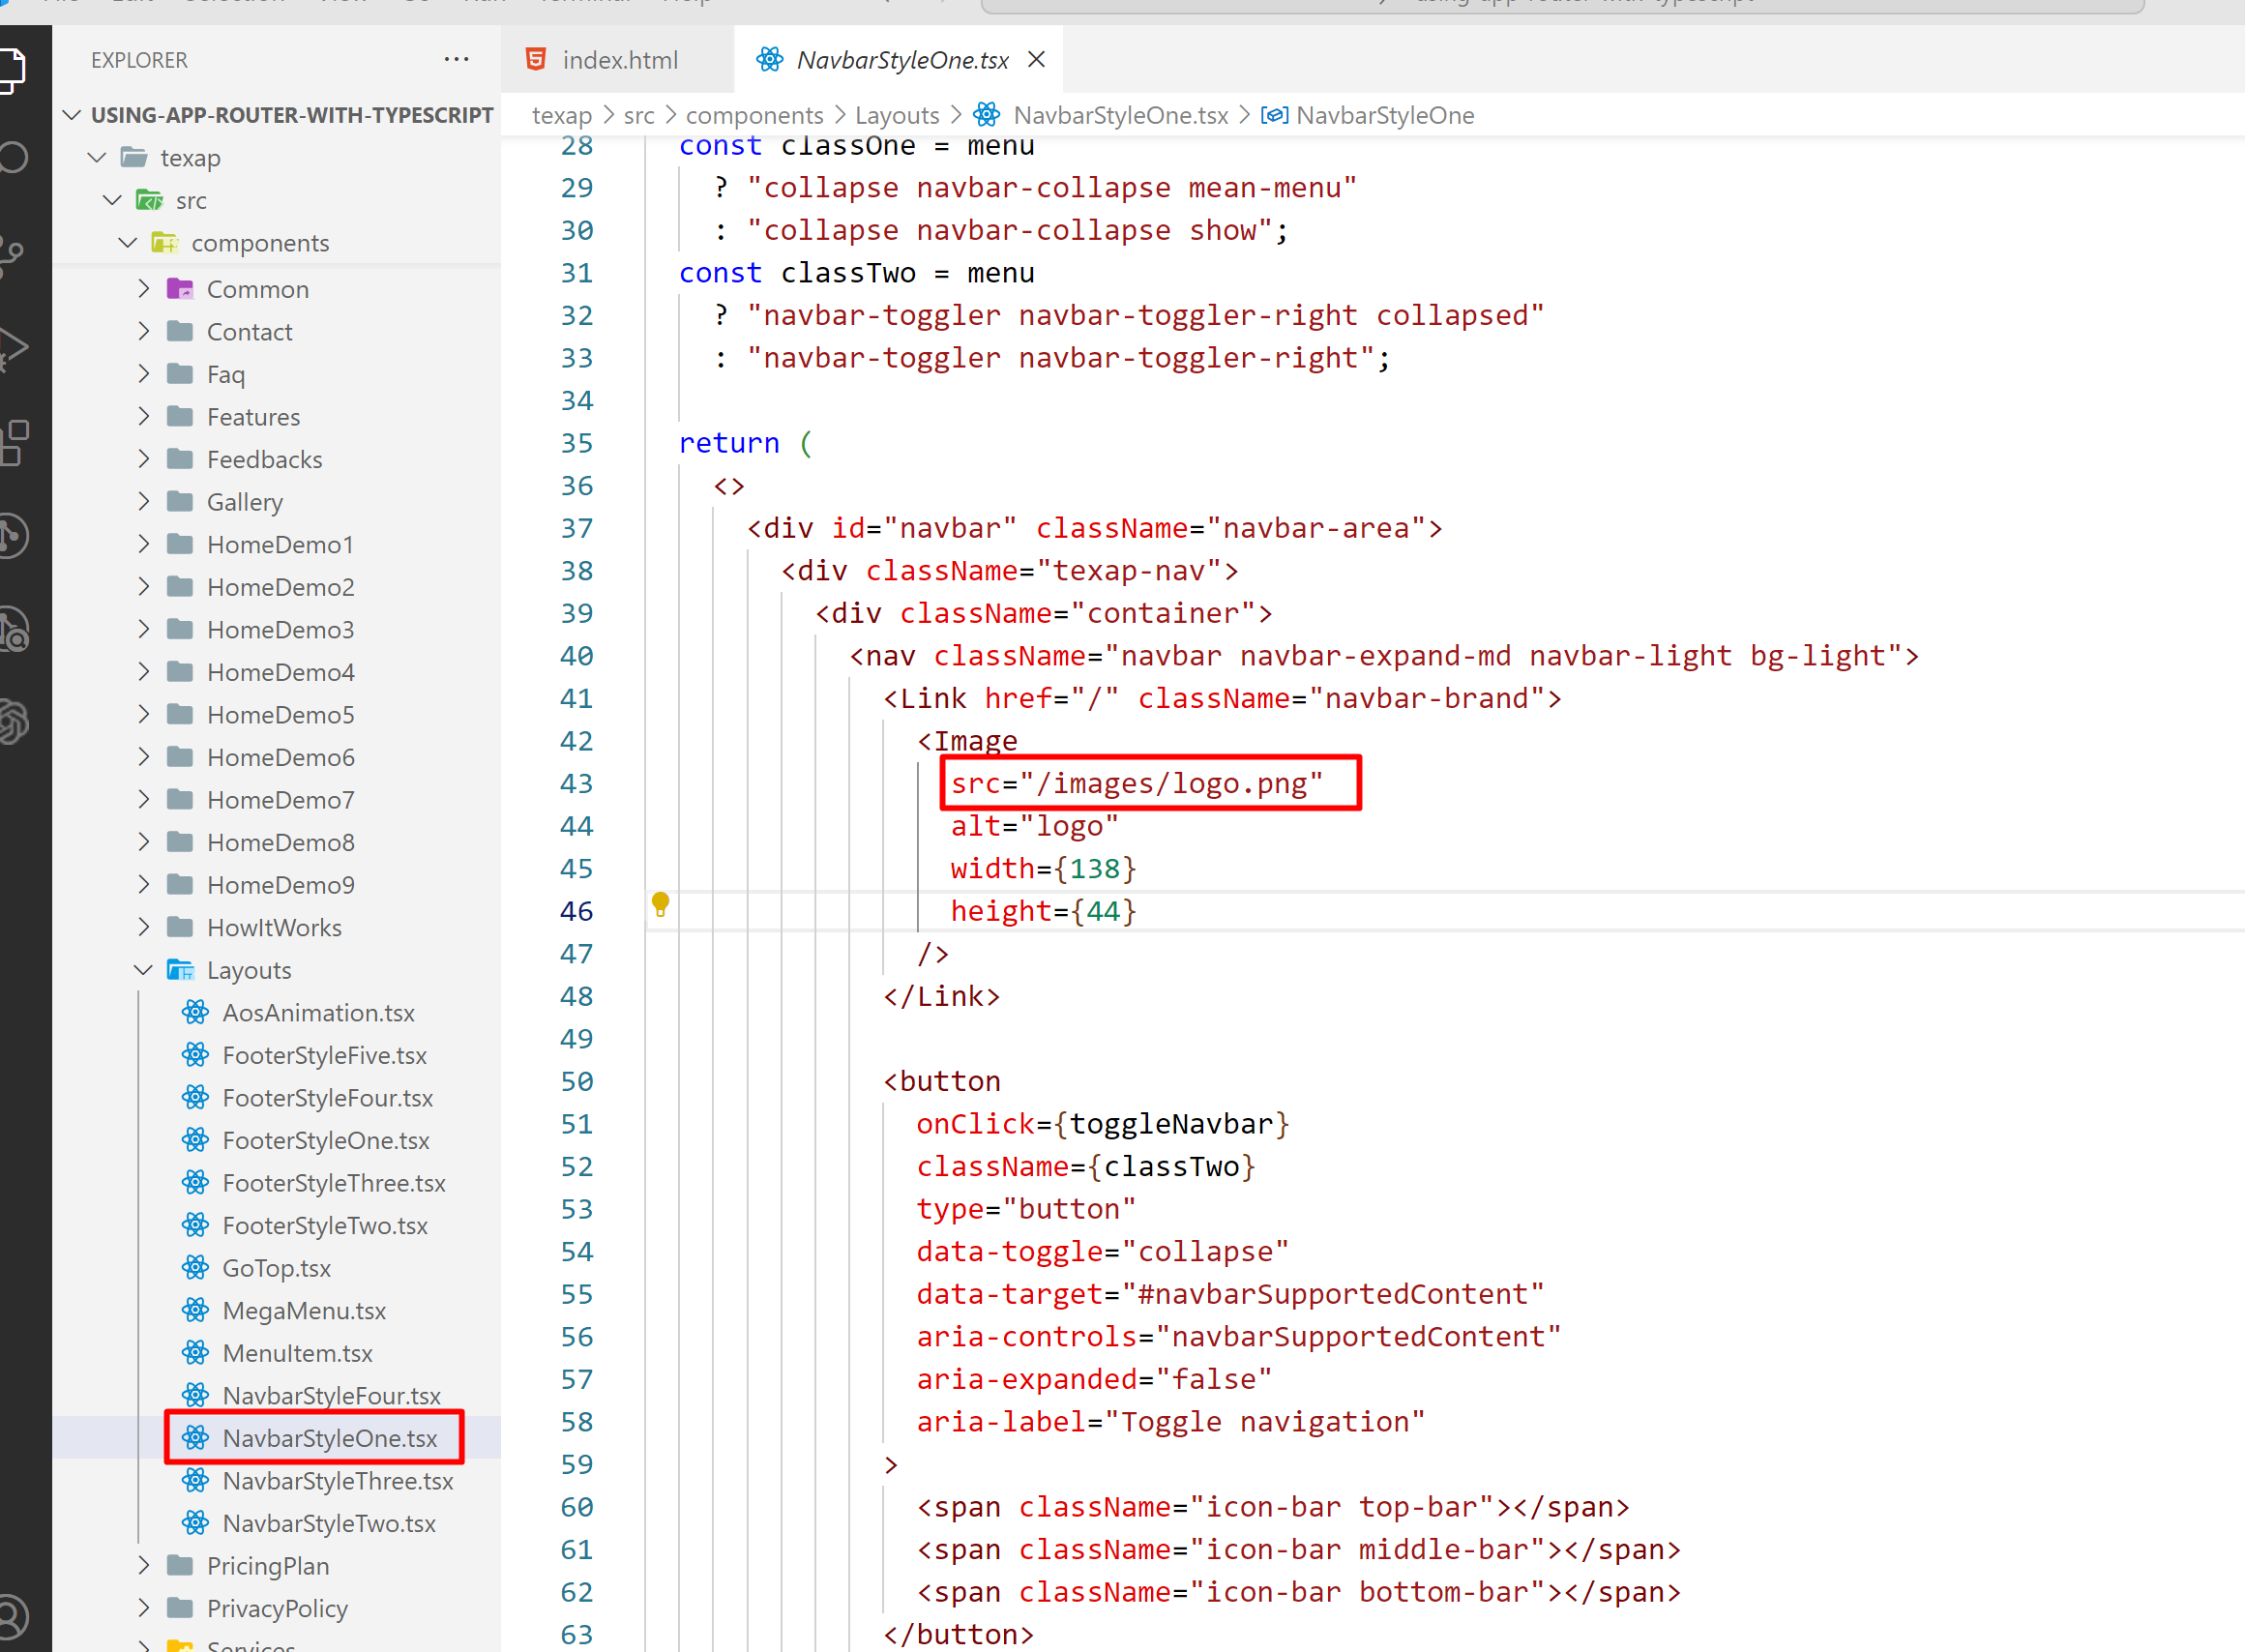 EXPLORER
USING-APP-ROUTER-WITH-TYPESCRIPT
texap
src
components
Common
Contact
Faq
Features
Feedbacks
Gallery
HomeDemo1
HomeDemo2
HomeDemo3
HomeDemo4
HomeDemo5
HomeDemo6
HomeDemo7
HomeDemo8
HomeDemo9
HowItWorks
Layouts
AosAnimation.tsx
FooterStyleFive.tsx
FooterStyleFour.tsx
FooterStyleOne.tsx
FooterStyleThree.tsx
FooterStyleTwo.tsx
GoTop.tsx
MegaMenu.tsx
MenuItem.tsx
NavbarStyleFour.tsx
NavbarStyleOne.tsx
NavbarStyleThree.tsx
NavbarStyleTwo.tsx
PricingPlan
PrivacyPolicy
Services
index.html
NavbarStyleOne.tsx
texap > src > components > Layouts > NavbarStyleOne.tsx > NavbarStyleOne
28 const classOne = menu
29 ? "collapse navbar-collapse mean-menu"
30 : "collapse navbar-collapse show";
31 const classTwo = menu
32 ? "navbar-toggler navbar-toggler-right collapsed"
33 : "navbar-toggler navbar-toggler-right";
34
35 return (
36 <>
37 <div id="navbar" className="navbar-area">
38 <div className="texap-nav">
39 <div className="container">
40 <nav className="navbar navbar-expand-md navbar-light bg-light">
41 <Link href="/" className="navbar-brand">
42 <Image
43 src="/images/logo.png"
44 alt="logo"
45 width={138}
46 height={44}
47 />
48 </Link>
49
50 <button
51 onClick={toggleNavbar}
52 className={classTwo}
53 type="button"
54 data-toggle="collapse"
55 data-target="#navbarSupportedContent"
56 aria-controls="navbarSupportedContent"
57 aria-expanded="false"
58 aria-label="Toggle navigation"
59 >
60 <span className="icon-bar top-bar"></span>
61 <span className="icon-bar middle-bar"></span>
62 <span className="icon-bar bottom-bar"></span>
63 </button>